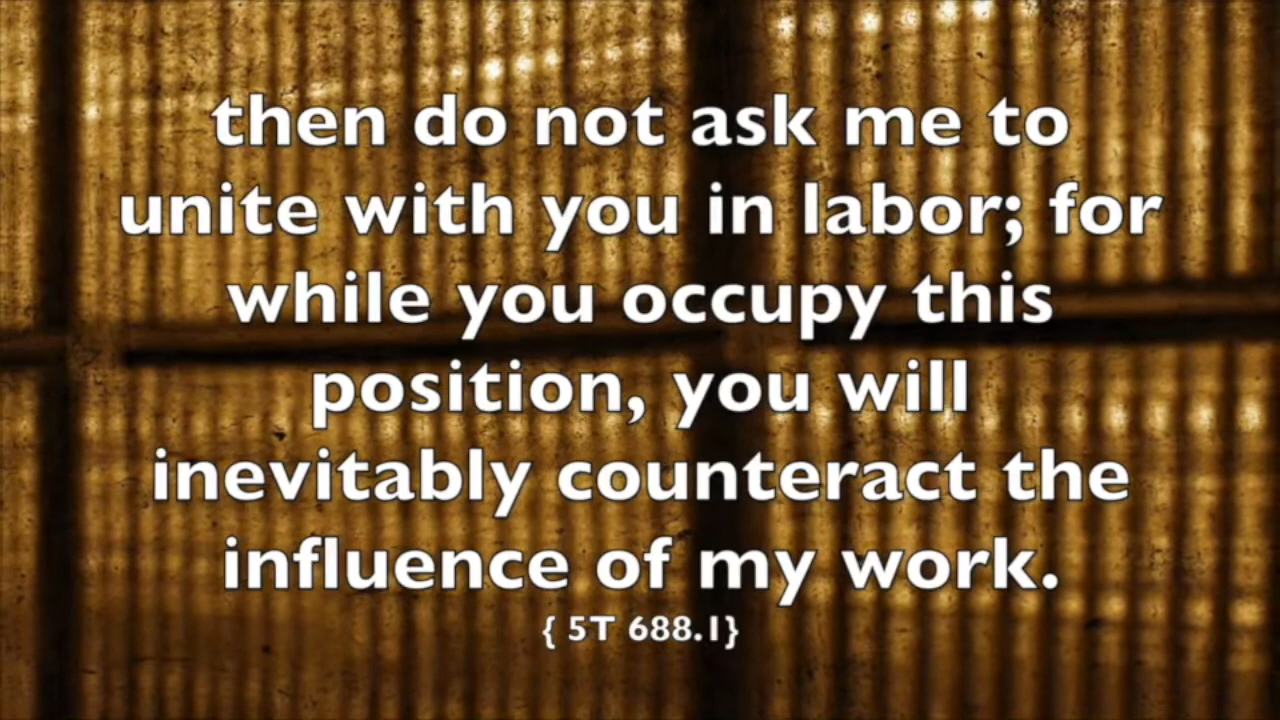 then do not ask me to
unite with you in labor; for
while you occupy this
position, you will
inevitably counteract the
influence of my work.
{ 5T 688.1}